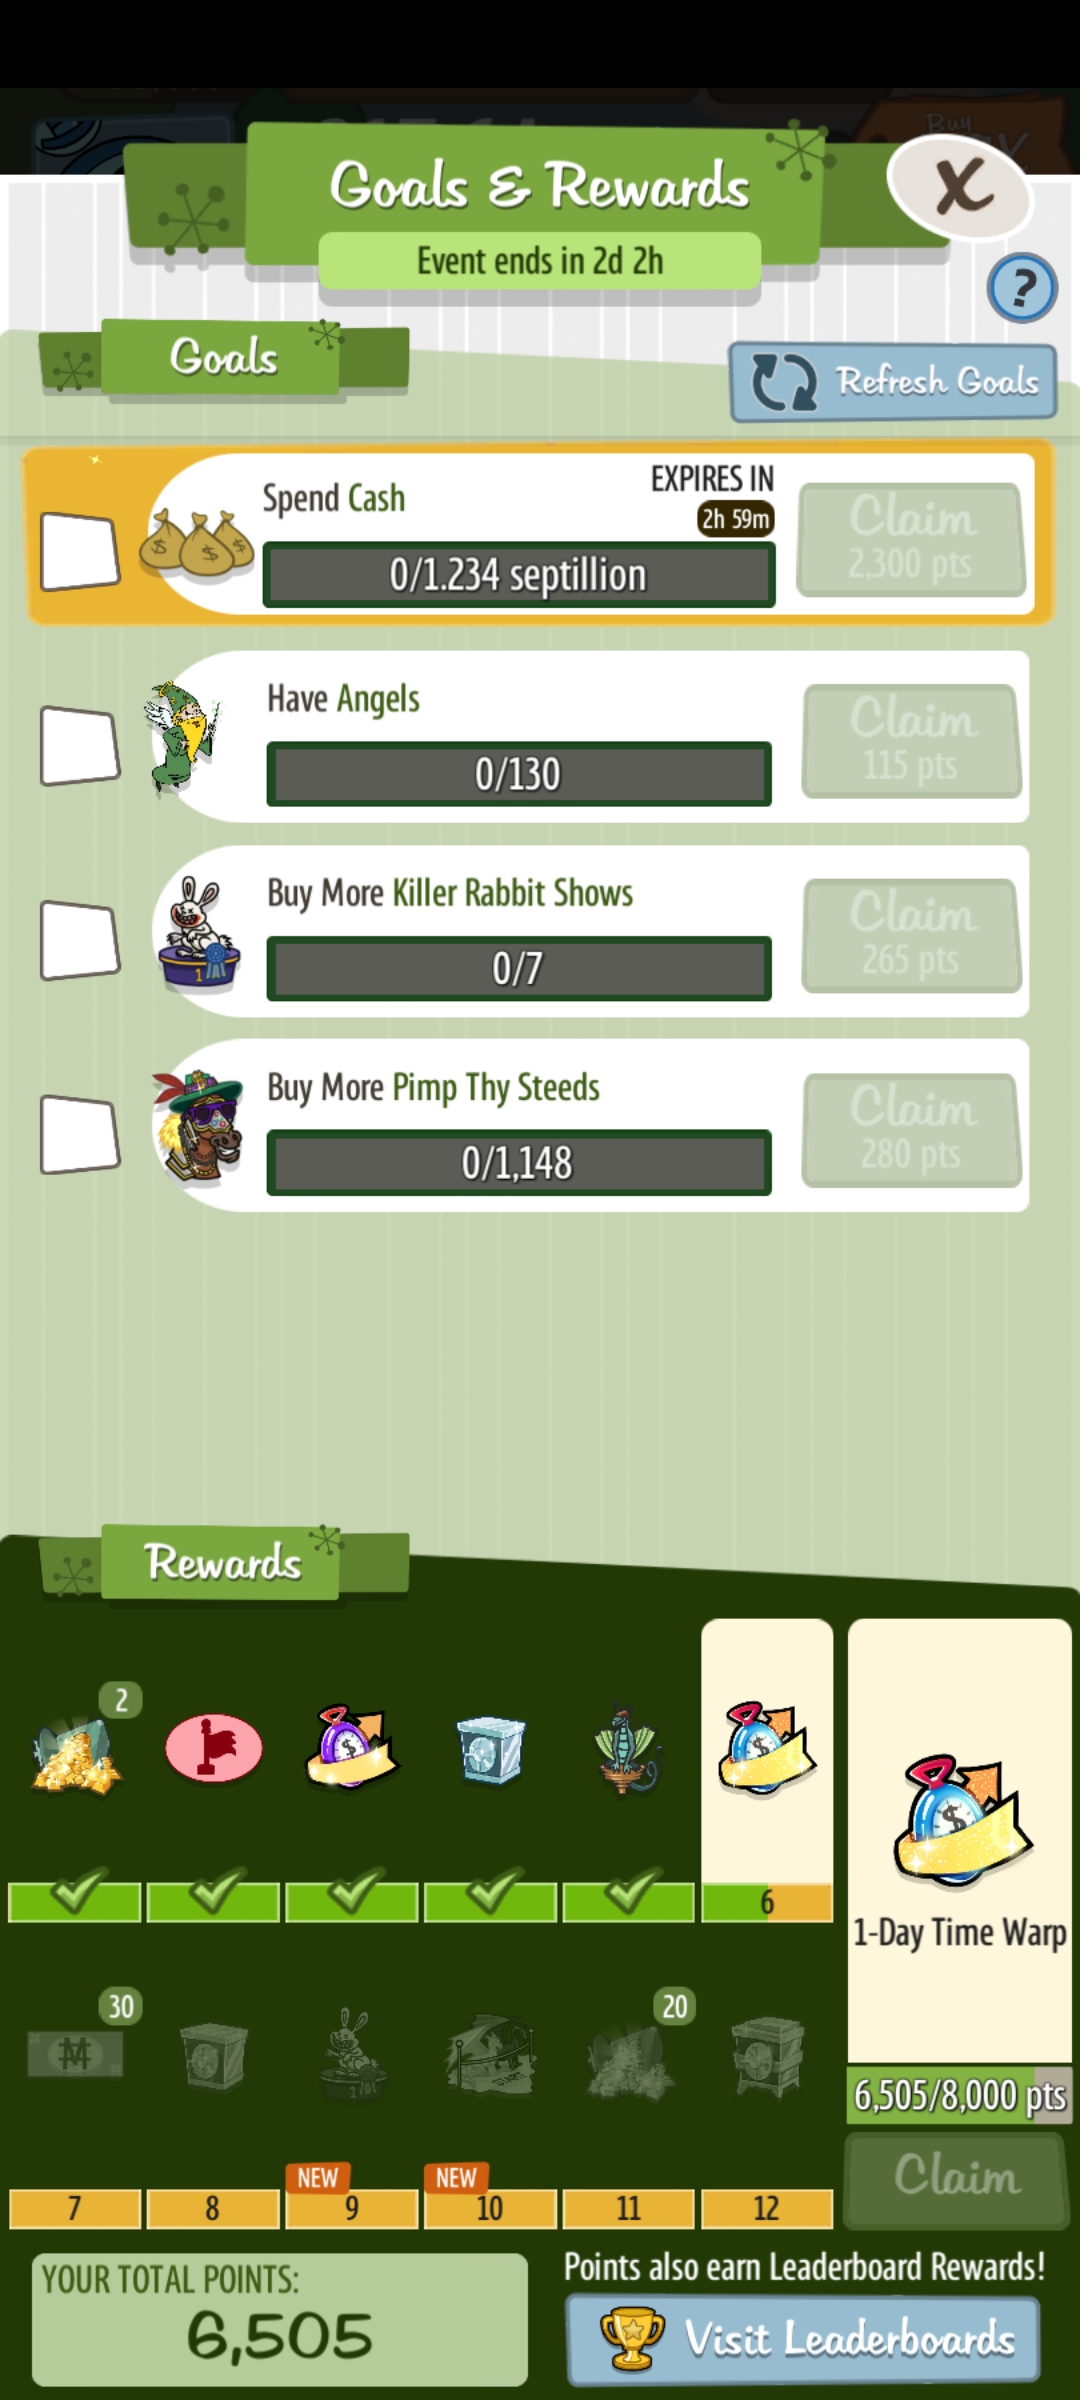 Buy
Goals & Rewards
X
Event ends in 2d 2h
?
Goals
Refresh Goals
Spend Cash
EXPIRES IN
2h 59m
0/1.234 septillion
Claim
2,300 pts
Have Angels
0/130
Claim
115 pts
Buy More Killer Rabbit Shows
0/7
Claim
265 pts
Buy More Pimp Thy Steeds
0/1,148
Claim
280 pts
Rewards
2
6
1-Day Time Warp
30
20
6,505/8,000 pts
NEW
NEW
7
8
9
10
11
12
Claim
YOUR TOTAL POINTS:
6,505
Points also earn Leaderboard Rewards!
Visit Leaderboards